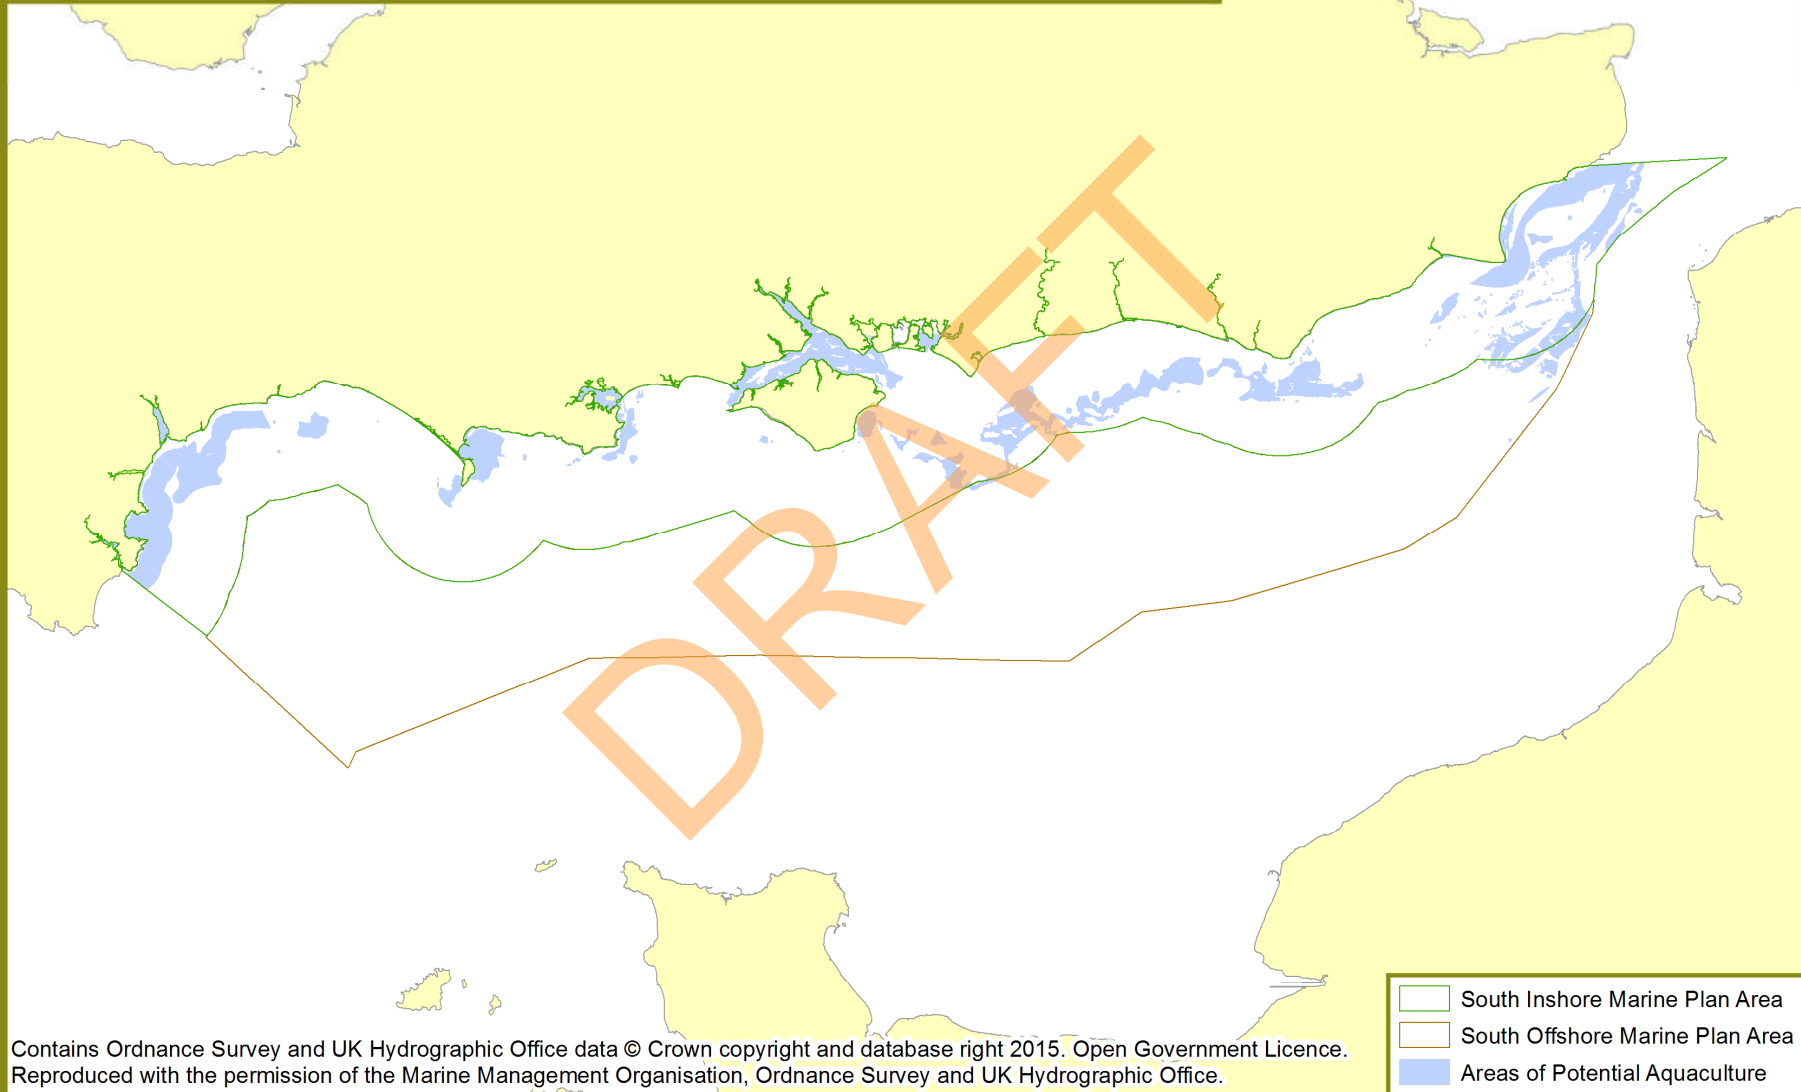 DRAFT
South Inshore Marine Plan Area
South Offshore Marine Plan Area
Areas of Potential Aquaculture
Contains Ordnance Survey and UK Hydrographic Office data © Crown copyright and database right 2015. Open Government Licence.
Reproduced with the permission of the Marine Management Organisation, Ordnance Survey and UK Hydrographic Office.